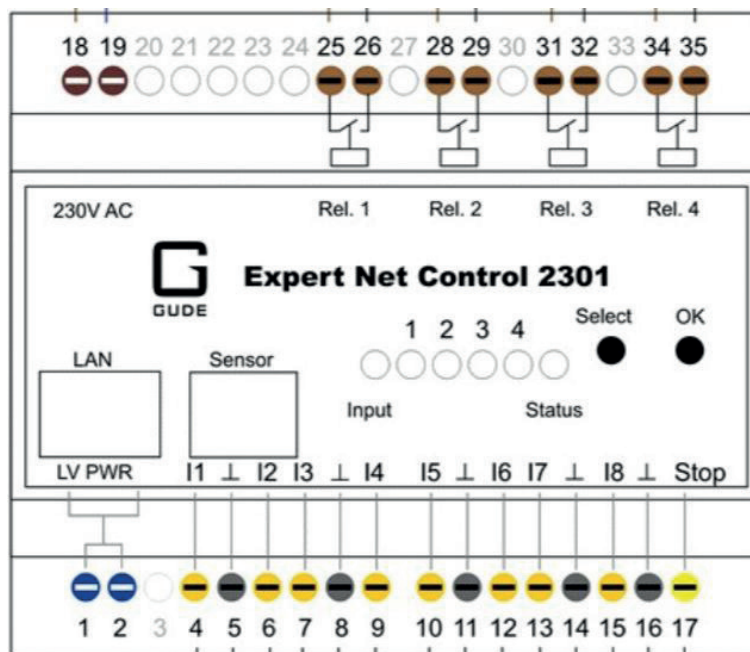 18 19 20 21 22 23 24 25 26 27 28 29 30 31 32 33 34 35
230V AC Rel. 1 Rel. 2 Rel. 3 Rel. 4
GUDE
Expert Net Control 2301
Select OK
1 2 3 4
LAN Sensor
Input Status
LV PWR I1 ⊥ I2 I3 ⊥ I4 I5 ⊥ I6 I7 ⊥ I8 ⊥ Stop
1 2 3 4 5 6 7 8 9 10 11 12 13 14 15 16 17